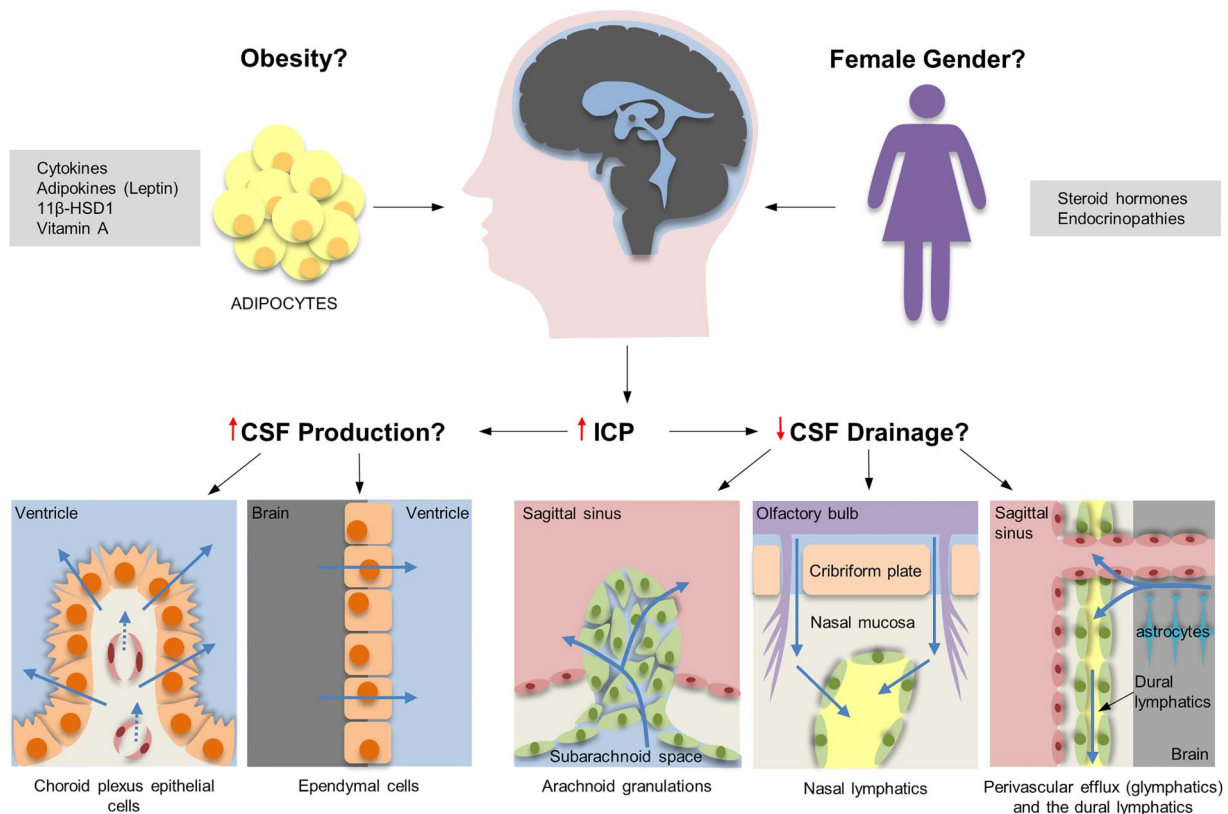 Obesity?
Female Gender?
Cytokines
Adipokines (Leptin)
11β-HSD1
Vitamin A
Steroid hormones
Endocrinopathies
ADIPOCYTES
CSF Production?
ICP
CSF Drainage?
Ventricle
Brain
Ventricle
Sagittal sinus
Olfactory bulb
Sagittal
sinus
Cribriform plate
Nasal mucosa
astrocytes
Dural
lymphatics
Subarachnoid space
Brain
Choroid plexus epithelial
cells
Ependymal cells
Arachnoid granulations
Nasal lymphatics
Perivascular efflux (glymphatics)
and the dural lymphatics